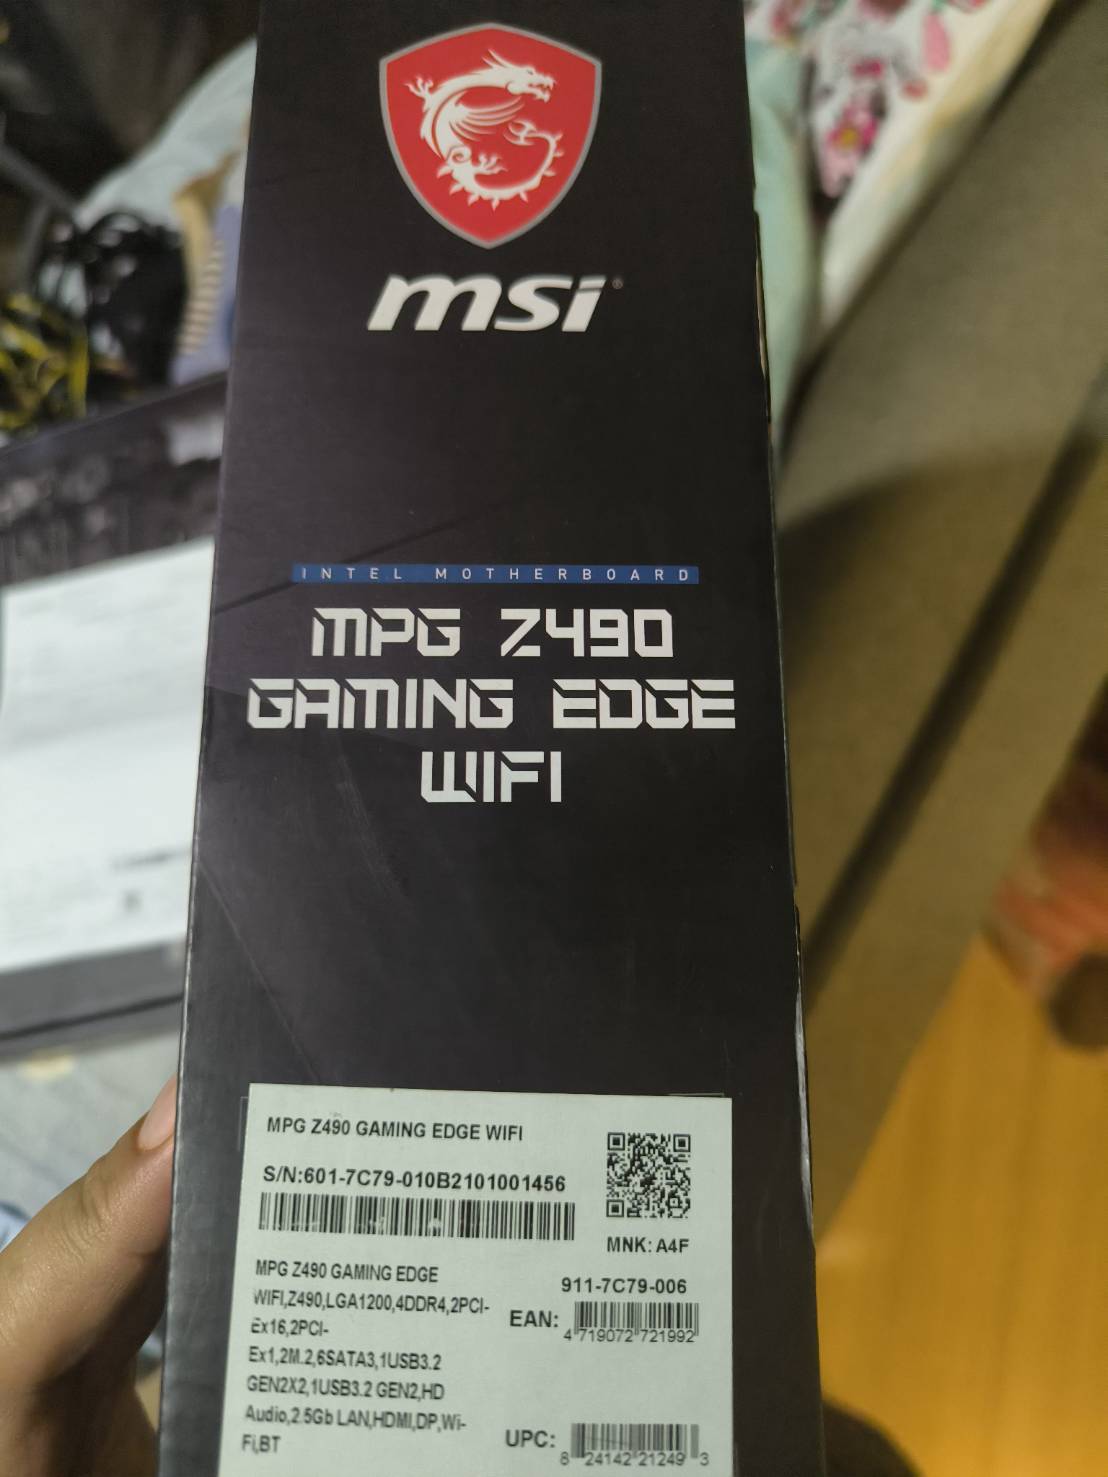 msi
INTEL MOTHERBOARD
MPG Z490
GAMING EDGE
WIFI
MPG Z490 GAMING EDGE WIFI
S/N:601-7C79-010B2101001456
MNK: A4F
MPG Z490 GAMING EDGE
WIFI,Z490,LGA1200,4DDR4,2PCI-
Ex16,2PCI-
Ex1,2M.2,6SATA3,1USB3.2
GEN2X2,1USB3.2 GEN2,HD
Audio,2.5Gb LAN,HDMI,DP,Wi-
Fi,BT
911-7C79-006
EAN:
4 719072 721992
UPC:
8 24142 21249 3